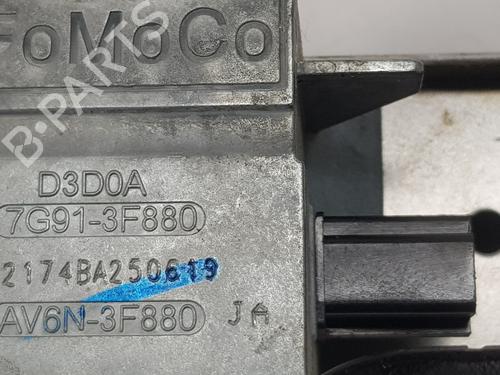 FoMoCo
B-PARTS
D3D0A
7G91-3F880
2174BA250619
AV6N-3F880 JA